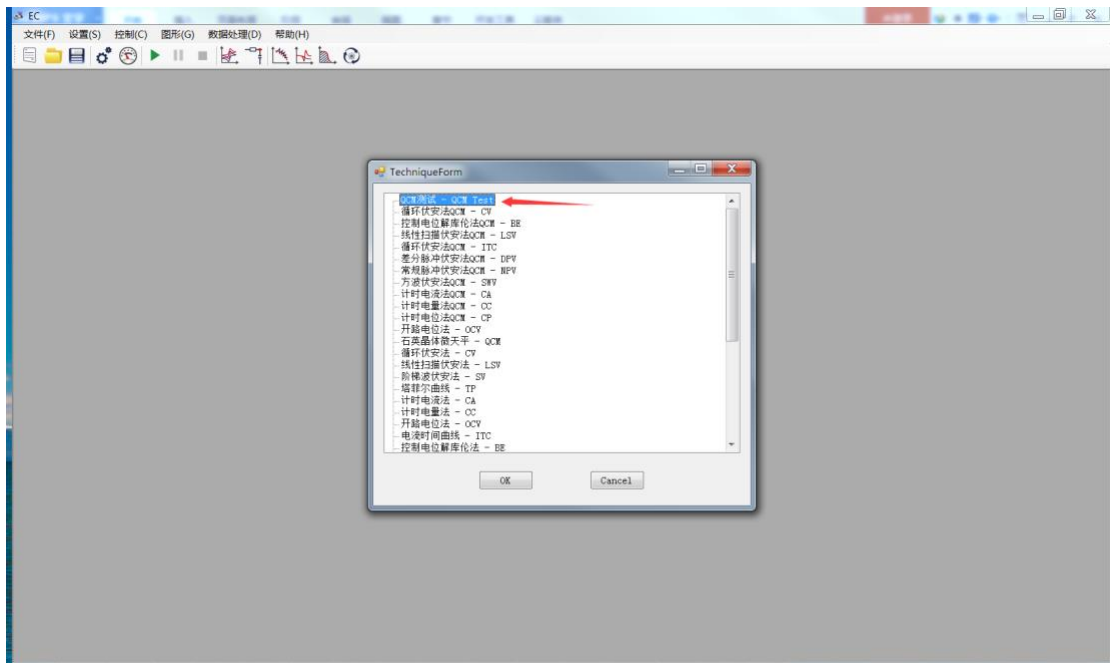 EC
文件(F) 设置(S) 控制(C) 图形(G) 数据处理(D) 帮助(H)
TechniqueForm
QCM测试 - QCM Test
循环伏安法QCM - CV
控制电位解库伦法QCM - BE
线性扫描伏安法QCM - LSV
循环伏安法QCM - ITC
差分脉冲伏安法QCM - DPV
常规脉冲伏安法QCM - NPV
方波伏安法QCM - SWV
计时电流法QCM - CA
计时电量法QCM - CC
计时电位法QCM - CP
开路电位法 - OCV
石英晶体微天平 - QCM
循环伏安法 - CV
线性扫描伏安法 - LSV
阶梯波伏安法 - SV
塔菲尔曲线 - TP
计时电流法 - CA
计时电量法 - CC
开路电位法 - OCV
电流时间曲线 - ITC
控制电位解库伦法 - BE
OK Cancel